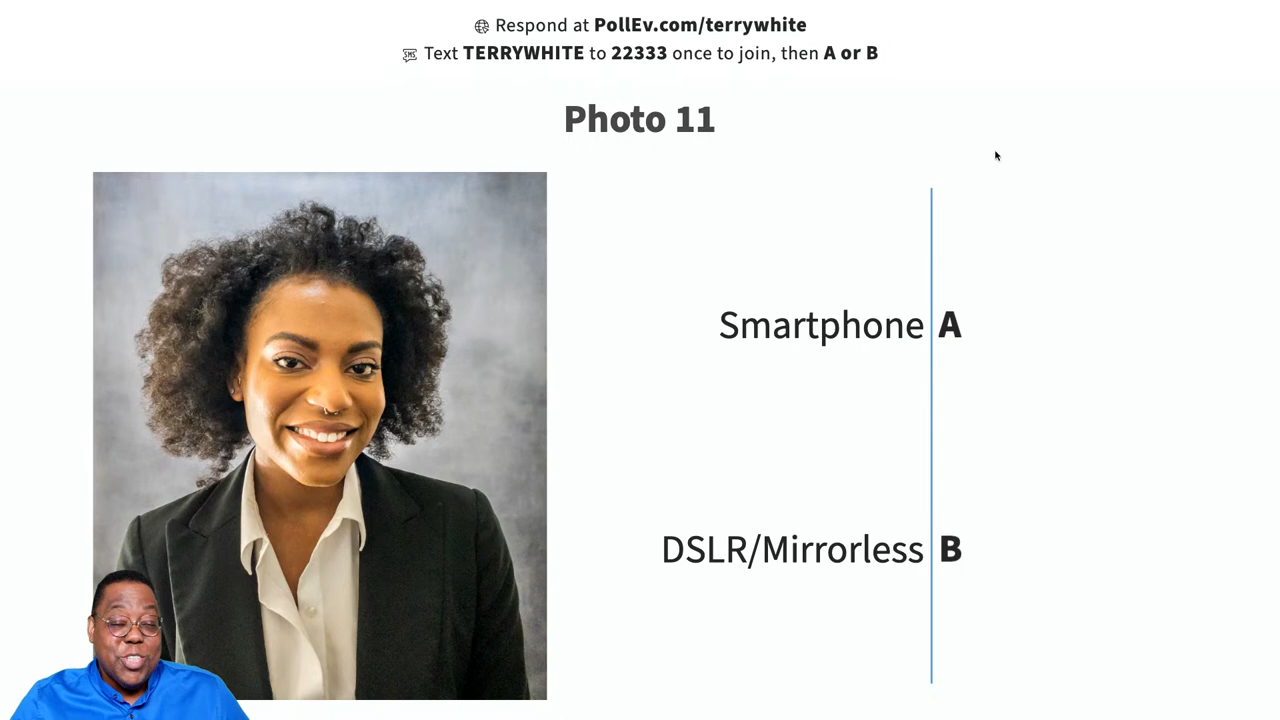 Respond at PollEv.com/terrywhite
SMS Text TERRYWHITE to 22333 once to join, then A or B
Photo 11
Smartphone A
DSLR/Mirrorless B